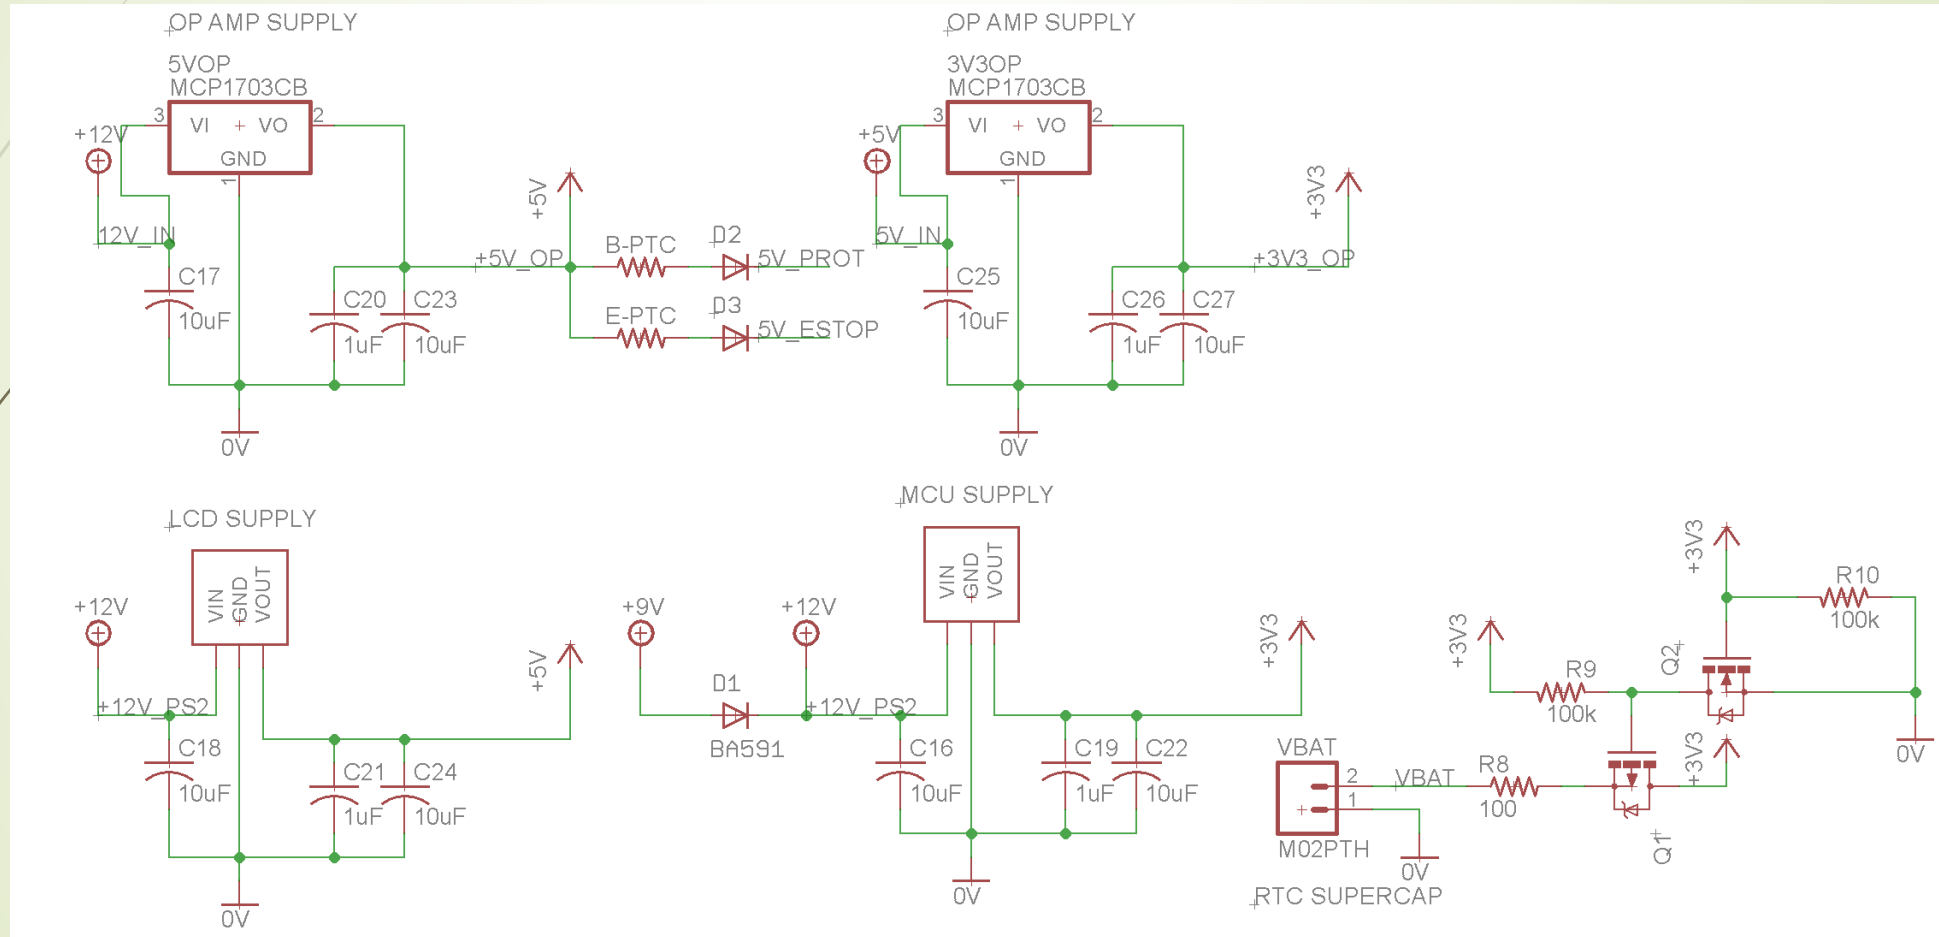 OP AMP SUPPLY
5VOP
MCP1703CB
3
VI
VO
2
GND
1
+12V
12V_IN
C17
10uF
C20
1uF
C23
10uF
+5V_OP
+5V
B-PTC
D2
5V_PROT
E-PTC
D3
5V_ESTOP
0V
OP AMP SUPPLY
3V3OP
MCP1703CB
3
VI
VO
2
GND
1
+5V
5V_IN
C25
10uF
C26
1uF
C27
10uF
+3V3_OP
+3V3
0V
LCD SUPPLY
VIN
GND
VOUT
+12V
+12V_PS2
C18
10uF
C21
1uF
C24
10uF
+5V
0V
MCU SUPPLY
VIN
GND
VOUT
+9V
D1
BA591
+12V
+12V_PS2
C16
10uF
C19
1uF
C22
10uF
+3V3
0V
+3V3
R10
100k
+3V3
R9
100k
Q2
0V
VBAT
2
1
VBAT
R8
100
+3V3
Q1
M02PTH
0V
RTC SUPERCAP